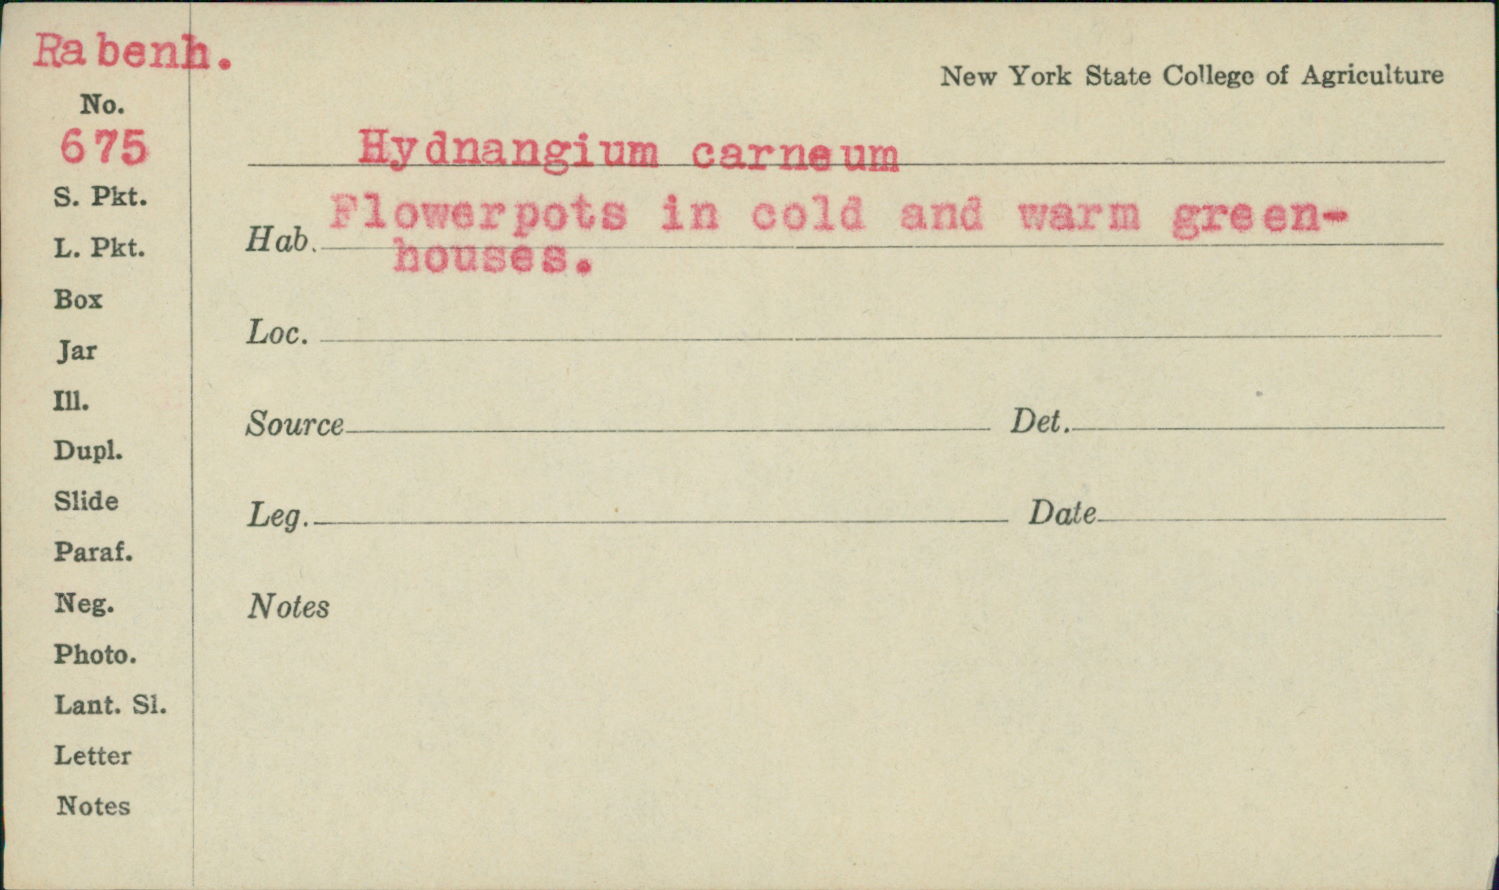 Rabenh.
New York State College of Agriculture
No.
675
Hydnangium carneum
Hab. Flowerpots in cold and warm green-
houses.
Loc.
Source Det.
Leg. Date
Notes
S. Pkt.
L. Pkt.
Box
Jar
Ill.
Dupl.
Slide
Paraf.
Neg.
Photo.
Lant. Sl.
Letter
Notes